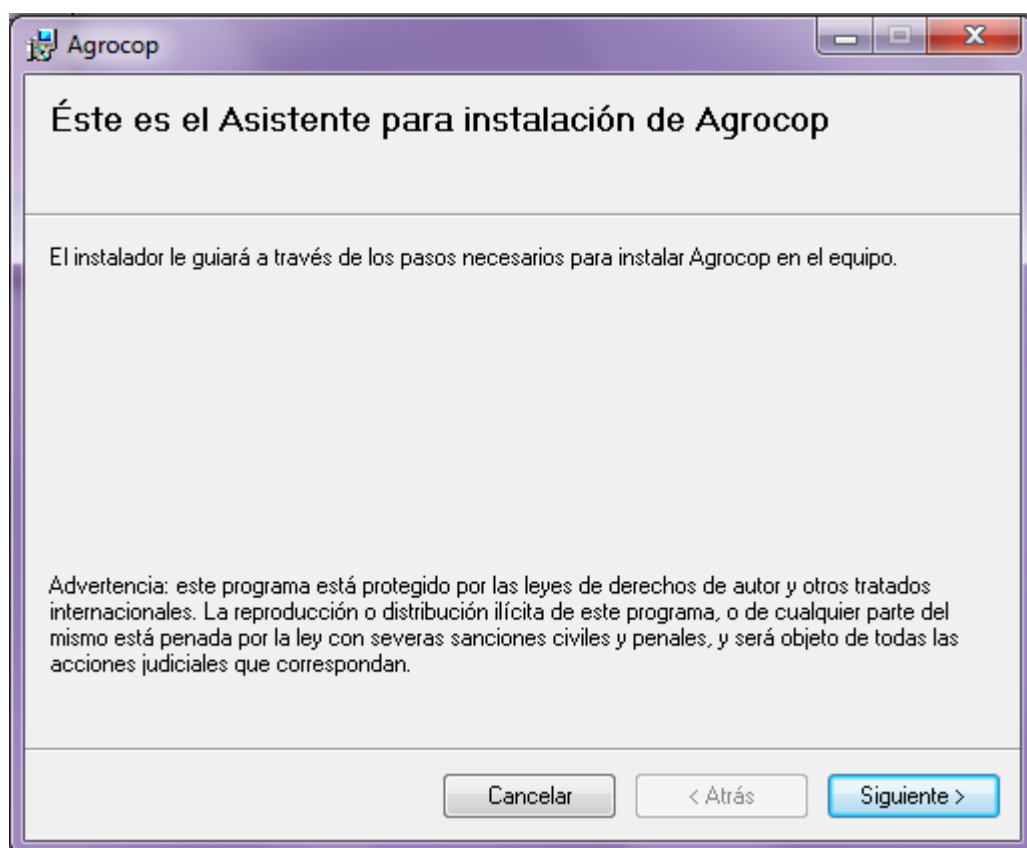 Agrocop
Éste es el Asistente para instalación de Agrocop
El instalador le guiará a través de los pasos necesarios para instalar Agrocop en el equipo.
Advertencia: este programa está protegido por las leyes de derechos de autor y otros tratados
internacionales. La reproducción o distribución ilícita de este programa, o de cualquier parte del
mismo está penada por la ley con severas sanciones civiles y penales, y será objeto de todas las
acciones judiciales que correspondan.
Cancelar < Atrás Siguiente >